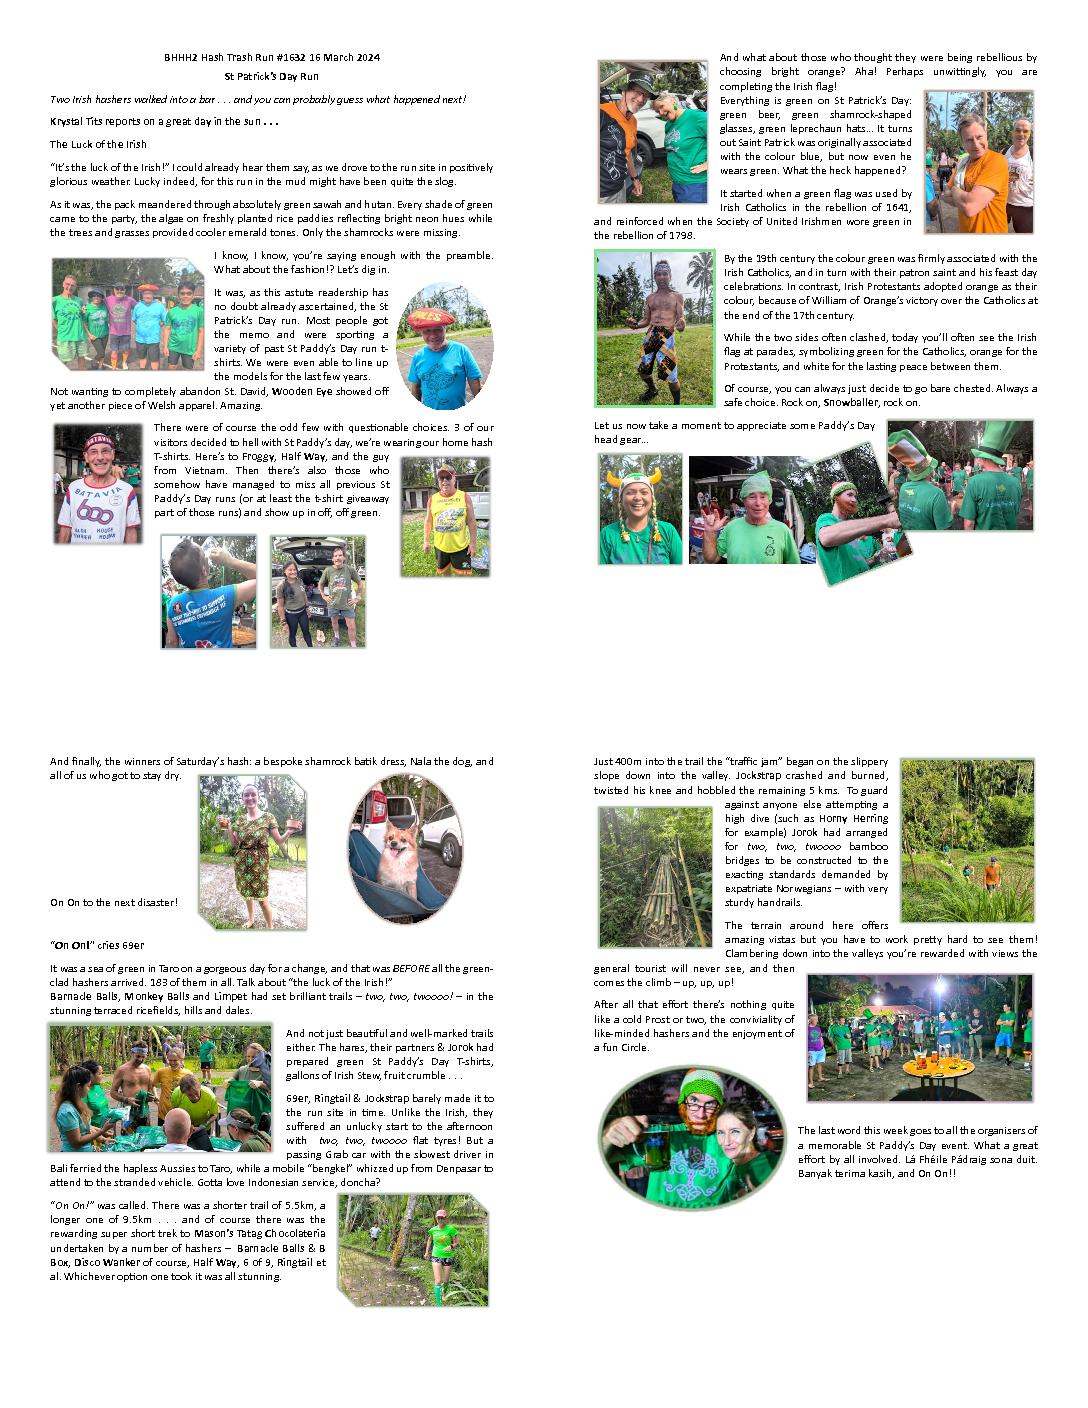 BHHH2 Hash Trash Run #1632 16 March 2024
St Patrick's Day Run
Two Irish hashers walked into a bar . . . and you can probably guess what happened next!
Krystal Tits reports on a great day in the sun . . .
The Luck of the Irish
"It's the luck of the Irish!" I could already hear them say, as we drove to the run site in positively
glorious weather. Lucky indeed, for this run in the mud might have been quite the slog.
As it was, the pack meandered through absolutely green sawah and hutan. Every shade of green
came to the party, the algae on freshly planted rice paddies reflecting bright neon hues while
the trees and grasses provided cooler emerald tones. Only the shamrocks were missing.
I know, I know, you're saying enough with the preamble.
What about the fashion!? Let's dig in.
It was, as this astute readership has
no doubt already ascertained, the St
Patrick's Day run. Most people got
the memo and were sporting a
variety of past St Paddy's Day run t-
shirts. We were even able to line up
the models for the last few years.
Not wanting to completely abandon St. David, Wooden Eye showed off
yet another piece of Welsh apparel. Amazing.
There were of course the odd few with questionable choices. 3 of our
visitors decided to hell with St Paddy's day, we're wearing our home hash
T-shirts. Here's to Froggy, Half Way, and the guy
from Vietnam. Then there's also those who
somehow have managed to miss all previous St
Paddy's Day runs (or at least the t-shirt giveaway
part of those runs) and show up in off, off green.
BATAVIA
600
And what about those who thought they were being rebellious by
choosing bright orange? Aha! Perhaps unwittingly, you are
completing the Irish flag!
Everything is green on St Patrick's Day:
green beer, green shamrock-shaped
glasses, green leprechaun hats... It turns
out Saint Patrick was originally associated
with the colour blue, but now even he
wears green. What the heck happened?
It started when a green flag was used by
Irish Catholics in the rebellion of 1641,
and reinforced when the Society of United Irishmen wore green in
the rebellion of 1798.
By the 19th century the colour green was firmly associated with the
Irish Catholics, and in turn with their patron saint and his feast day
celebrations. In contrast, Irish Protestants adopted orange as their
colour, because of William of Orange's victory over the Catholics at
the end of the 17th century.
While the two sides often clashed, today you'll often see the Irish
flag at parades, symbolizing green for the Catholics, orange for the
Protestants, and white for the lasting peace between them.
Of course, you can always just decide to go bare chested. Always a
safe choice. Rock on, Snowballer, rock on.
Let us now take a moment to appreciate some Paddy's Day
head gear...
And finally, the winners of Saturday's hash: a bespoke shamrock batik dress, Nala the dog, and
all of us who got to stay dry.
On On to the next disaster!
"On On!" cries 69er
It was a sea of green in Taro on a gorgeous day for a change, and that was BEFORE all the green-
clad hashers arrived. 183 of them in all. Talk about "the luck of the Irish!"
Barnacle Balls, Monkey Balls and Limpet had set brilliant trails – two, two, twoooo! – in the
stunning terraced ricefields, hills and dales.
And not just beautiful and well-marked trails
either. The hares, their partners & Jorok had
prepared green St Paddy's Day T-shirts,
gallons of Irish Stew, fruit crumble . . .
69er, Ringtail & Jockstrap barely made it to
the run site in time. Unlike the Irish, they
suffered an unlucky start to the afternoon
with two, two, twoooo flat tyres! But a
passing Grab car with the slowest driver in
Bali ferried the hapless Aussies to Taro, while a mobile "bengkel" whizzed up from Denpasar to
attend to the stranded vehicle. Gotta love Indonesian service, doncha?
"On On!" was called. There was a shorter trail of 5.5km, a
longer one of 9.5km . . . and of course there was the
rewarding super short trek to Mason's Tatag Chocolateria
undertaken by a number of hashers – Barnacle Balls & B
Box, Disco Wanker of course, Half Way, 6 of 9, Ringtail et
al. Whichever option one took it was all stunning.
Just 400m into the trail the "traffic jam" began on the slippery
slope down into the valley. Jockstrap crashed and burned,
twisted his knee and hobbled the remaining 5 kms. To guard
against anyone else attempting a
high dive (such as Horny Herring
for example) Jorok had arranged
for two, two, twoooo bamboo
bridges to be constructed to the
exacting standards demanded by
expatriate Norwegians – with very
sturdy handrails.
The terrain around here offers
amazing vistas but you have to work pretty hard to see them!
Clambering down into the valleys you're rewarded with views the
general tourist will never see, and then
comes the climb – up, up, up!
After all that effort there's nothing quite
like a cold Prost or two, the conviviality of
like-minded hashers and the enjoyment of
a fun Circle.
The last word this week goes to all the organisers of
a memorable St Paddy's Day event. What a great
effort by all involved. Lá Fhéile Pádraig sona duit.
Banyak terima kasih, and On On!!